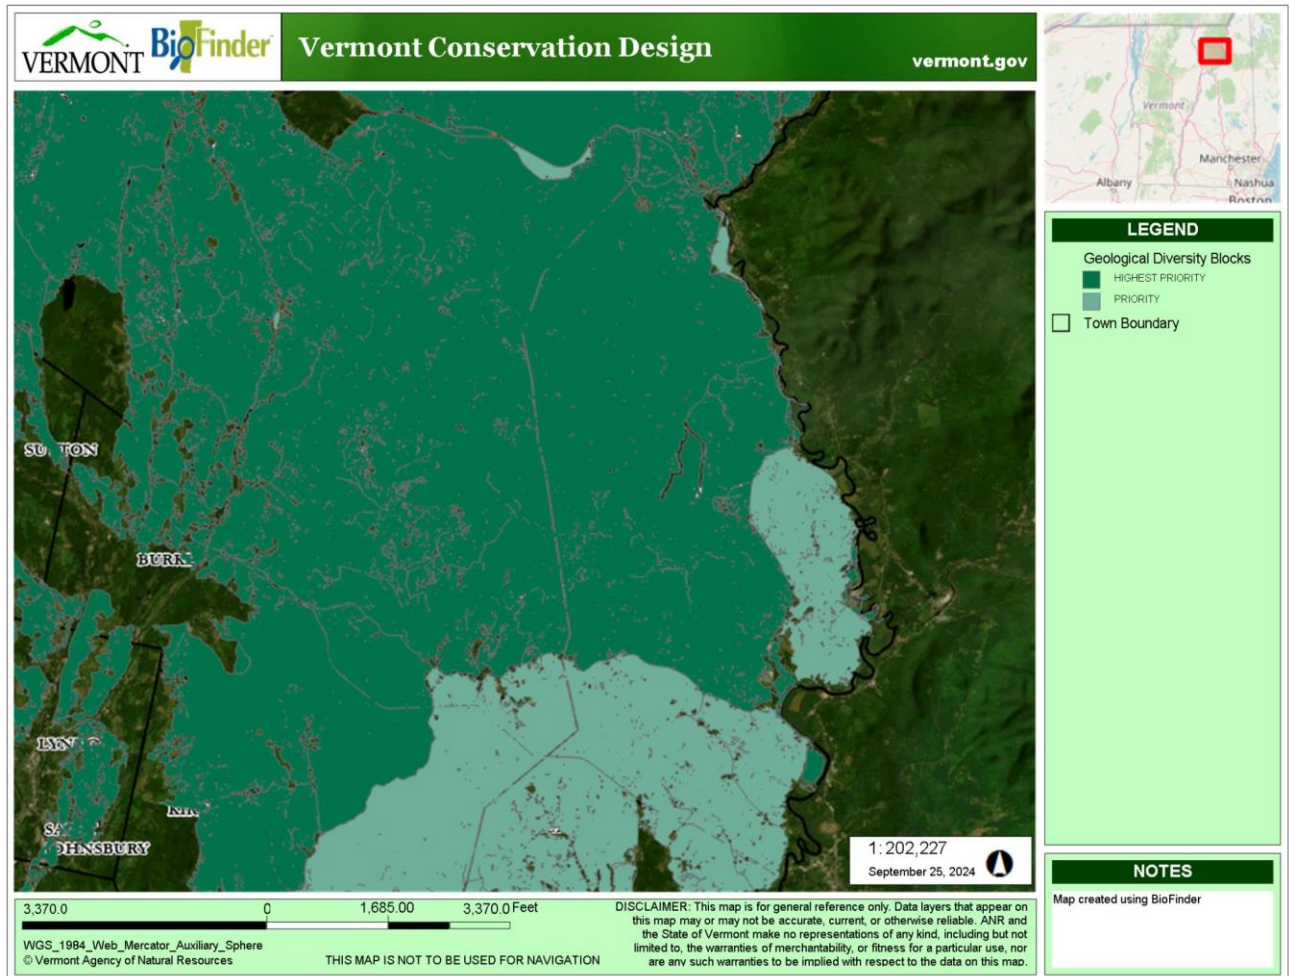 VERMONT
BioFinder
Vermont Conservation Design
vermont.gov
Vermont
Manchester
Albany
Nashua
Boston
LEGEND
Geological Diversity Blocks
HIGHEST PRIORITY
PRIORITY
Town Boundary
JOHNSBURY
1: 202,227
September 25, 2024
NOTES
Map created using BioFinder
3,370.0 0 1,685.00 3,370.0 Feet
WGS_1984_Web_Mercator_Auxiliary_Sphere
© Vermont Agency of Natural Resources
THIS MAP IS NOT TO BE USED FOR NAVIGATION
DISCLAIMER: This map is for general reference only. Data layers that appear on
this map may or may not be accurate, current, or otherwise reliable. ANR and
the State of Vermont make no representations of any kind, including but not
limited to, the warranties of merchantability, or fitness for a particular use, nor
are any such warranties to be implied with respect to the data on this map.